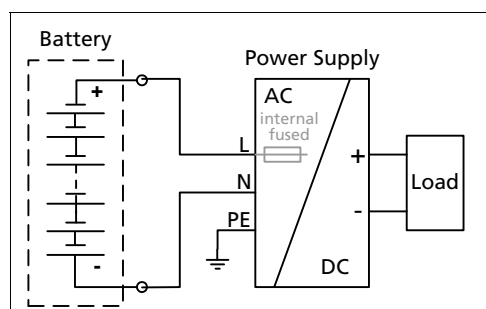 Battery
Power Supply
+
AC
internal
fused
L
N
PE
+
-
Load
-
DC